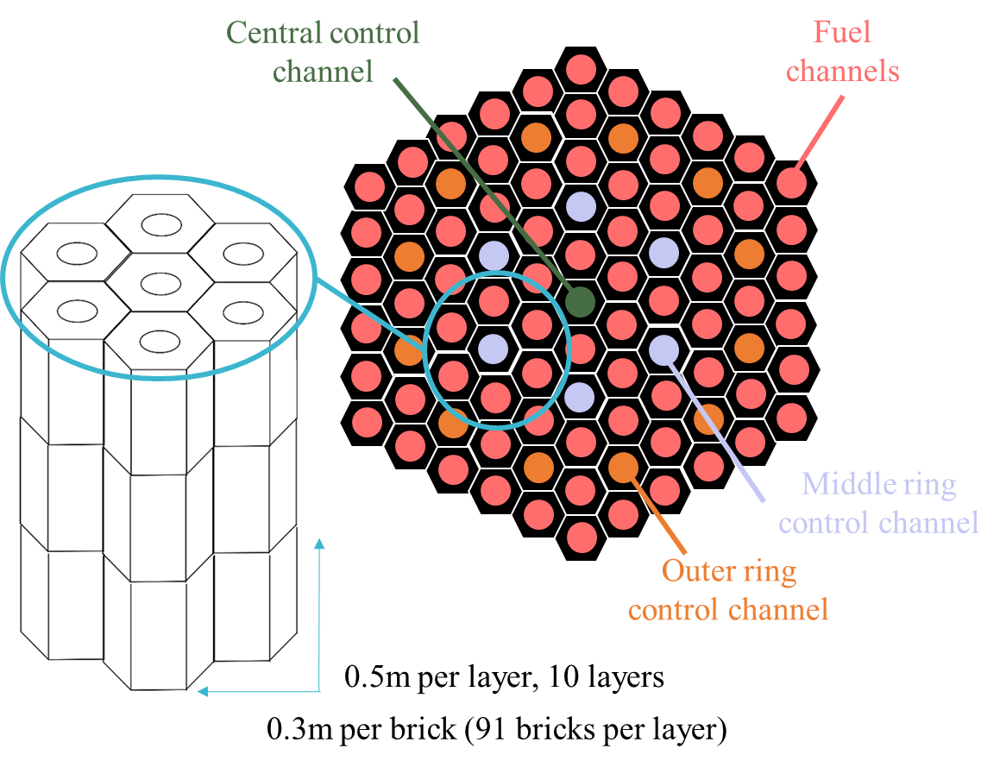 Central control
channel
Fuel
channels
Middle ring
control channel
Outer ring
control channel
0.5m per layer, 10 layers
0.3m per brick (91 bricks per layer)